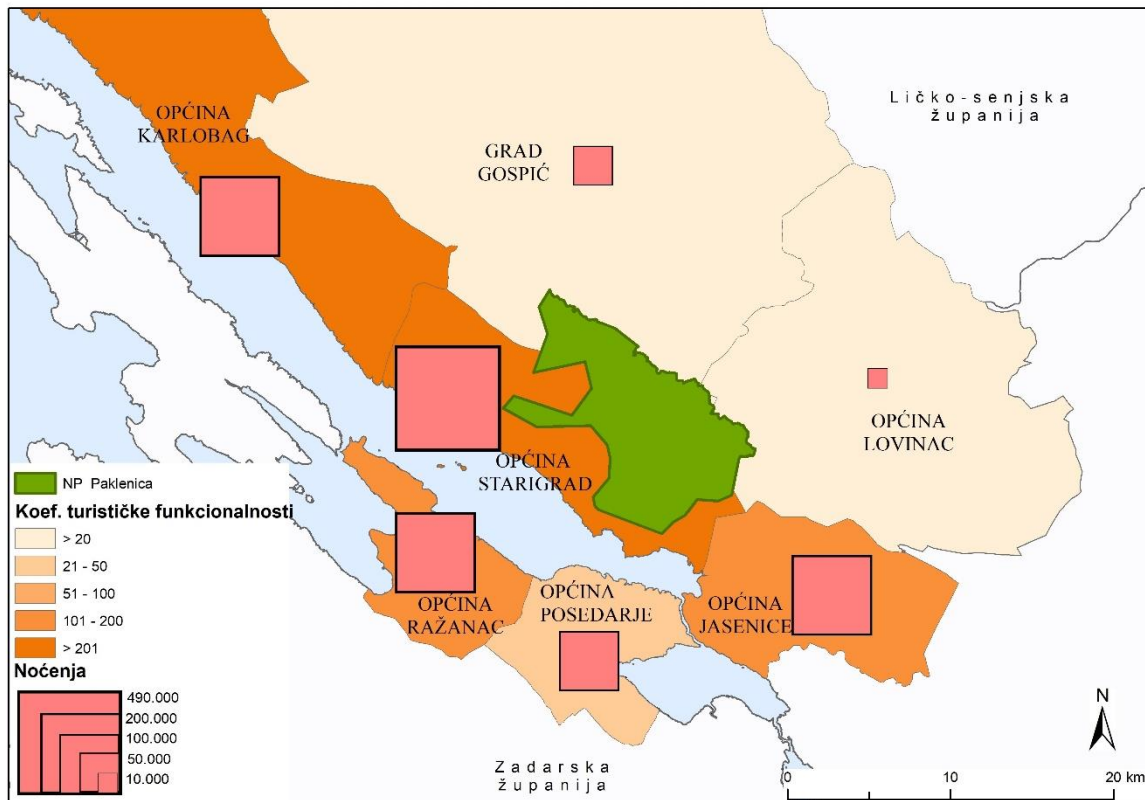 Ličko-senjska
županija
OPĆINA
KARLOBAG
GRAD
GOSPIĆ
OPĆINA
LOVINAC
OPĆINA
STARIGRAD
OPĆINA
RAŽANAC
OPĆINA
POSEDARJE
OPĆINA
JASENICE
NP Paklenica
Koef. turističke funkcionalnosti
> 20
21 - 50
51 - 100
101 - 200
> 201
Noćenja
490.000
200.000
100.000
50.000
10.000
Zadarska
županija
N
0 10 20 km